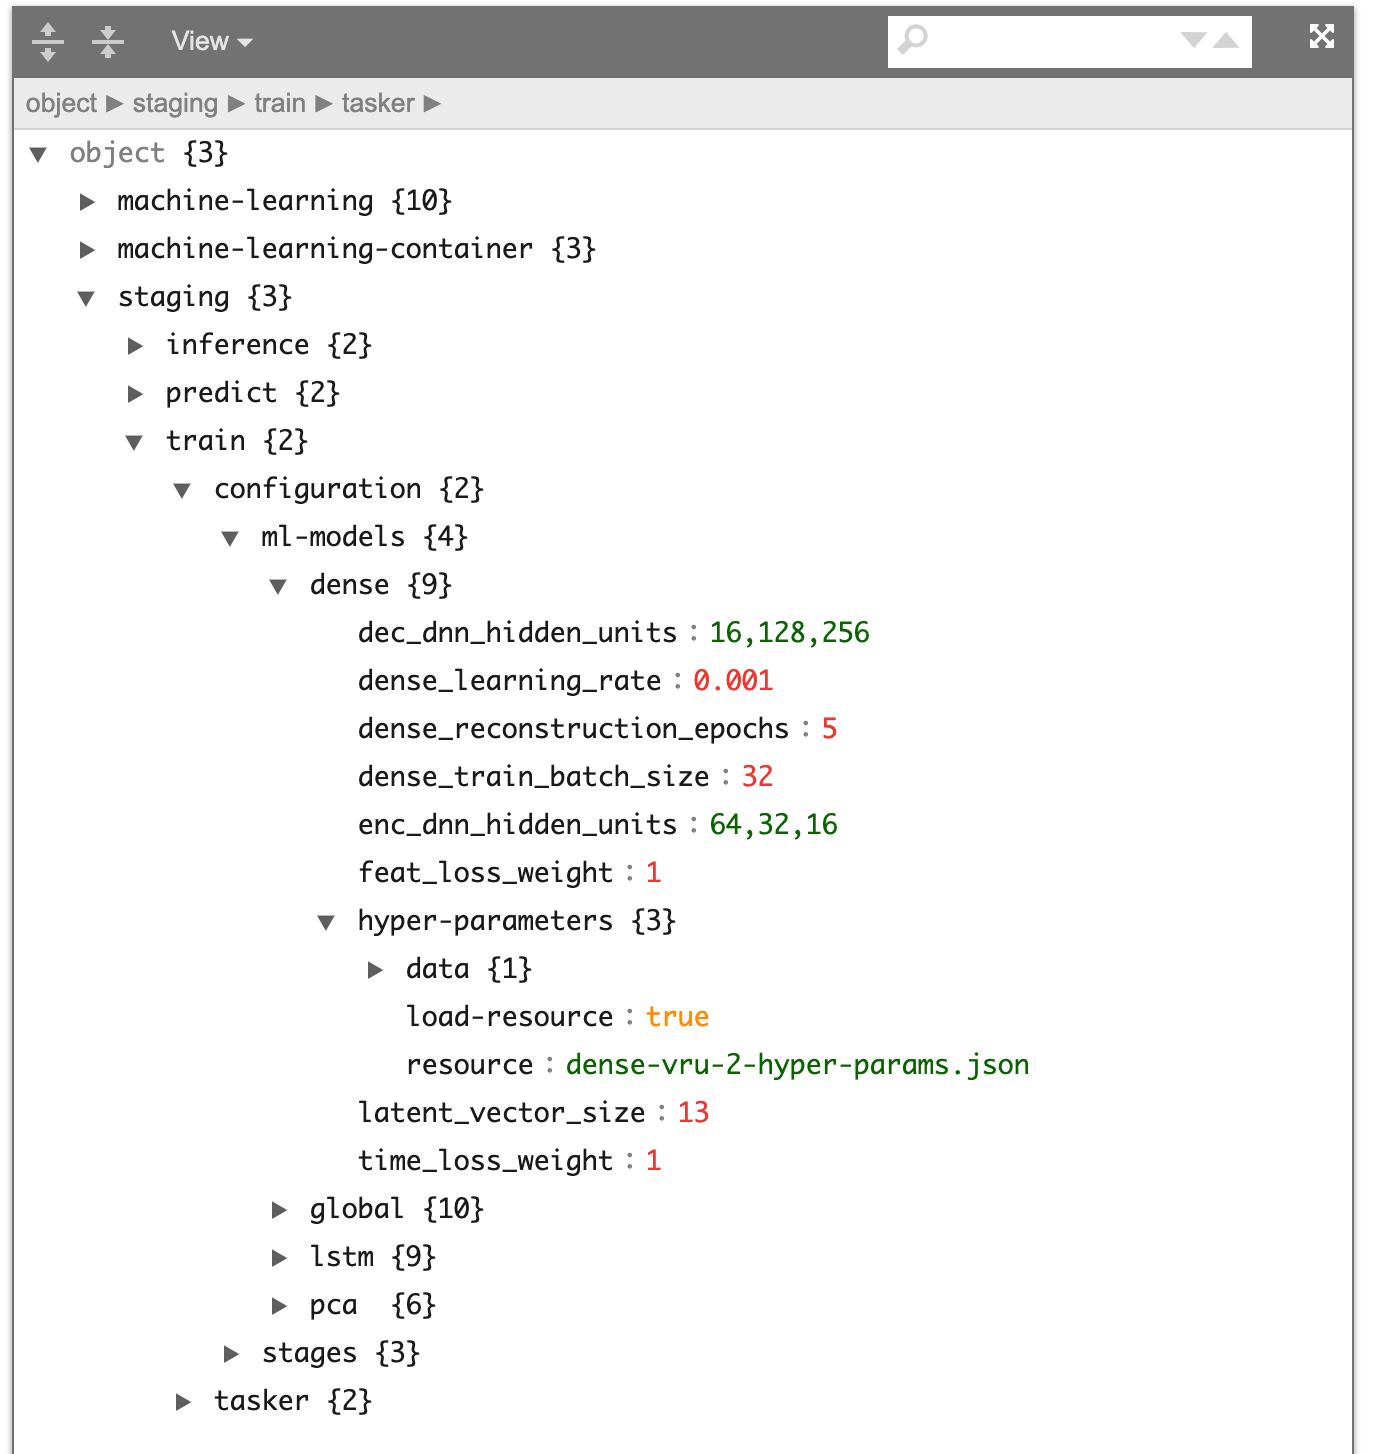 View
object ▶ staging ▶ train ▶ tasker ▶
object {3}
machine-learning {10}
machine-learning-container {3}
staging {3}
inference {2}
predict {2}
train {2}
configuration {2}
ml-models {4}
dense {9}
dec_dnn_hidden_units : 16,128,256
dense_learning_rate : 0.001
dense_reconstruction_epochs : 5
dense_train_batch_size : 32
enc_dnn_hidden_units : 64,32,16
feat_loss_weight : 1
hyper-parameters {3}
data {1}
load-resource : true
resource : dense-vru-2-hyper-params.json
latent_vector_size : 13
time_loss_weight : 1
global {10}
lstm {9}
pca {6}
stages {3}
tasker {2}